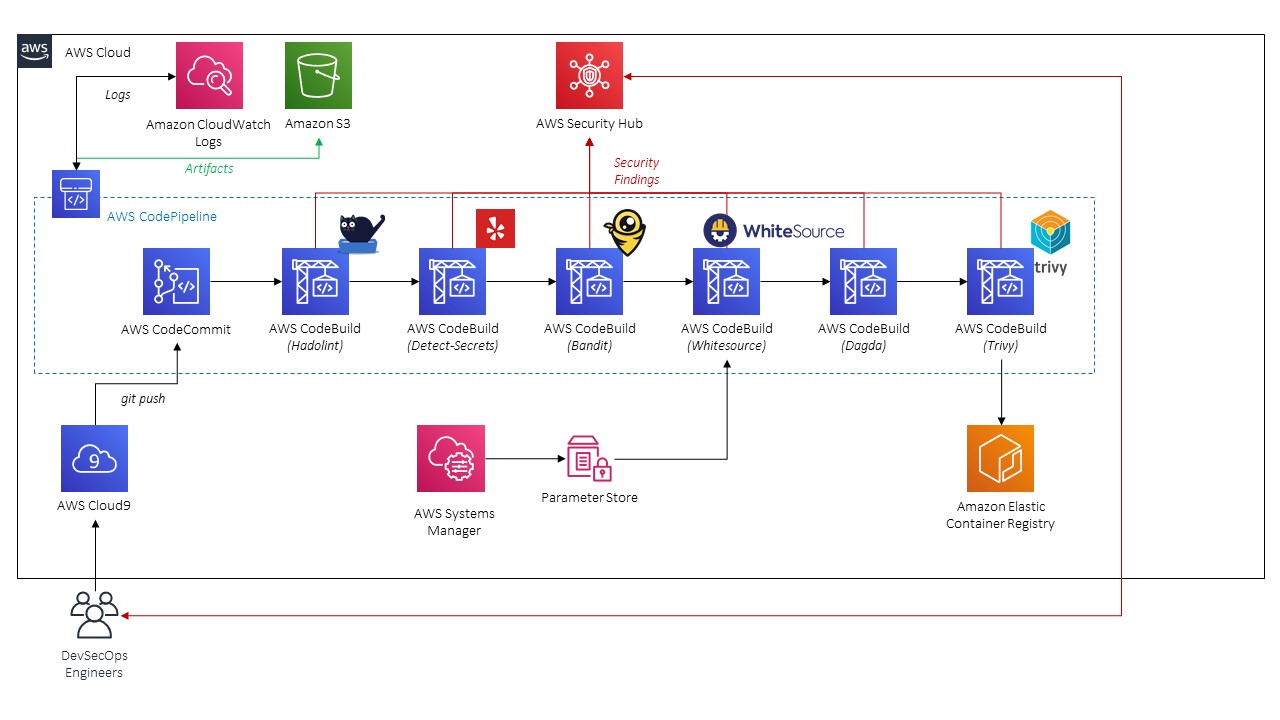 aws
AWS Cloud
Logs
Amazon CloudWatch
Logs
Amazon S3
AWS Security Hub
Artifacts
Security
Findings
AWS CodePipeline
WhiteSource
trivy
AWS CodeCommit
AWS CodeBuild
(Hadolint)
AWS CodeBuild
(Detect-Secrets)
AWS CodeBuild
(Bandit)
AWS CodeBuild
(Whitesource)
AWS CodeBuild
(Dagda)
AWS CodeBuild
(Trivy)
git push
9
AWS Cloud9
AWS Systems
Manager
Parameter Store
Amazon Elastic
Container Registry
DevSecOps
Engineers